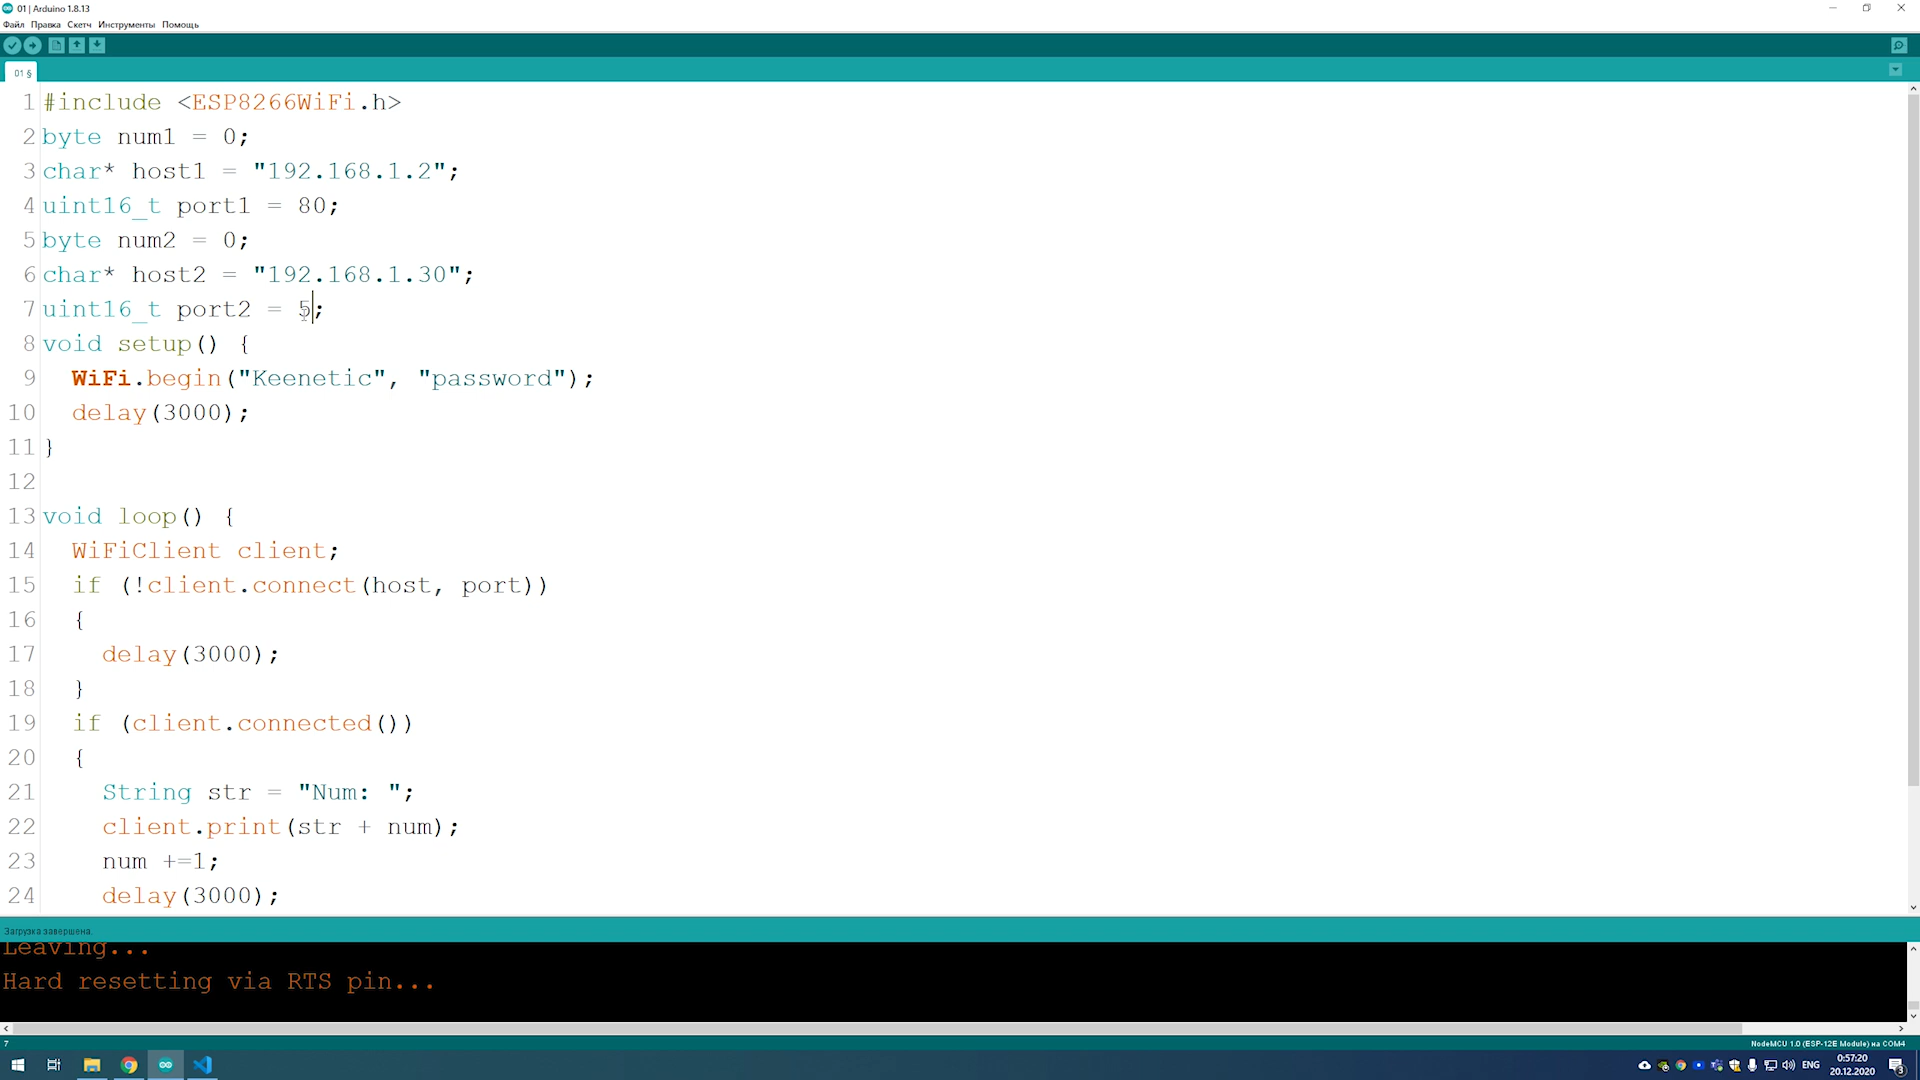 01 | Arduino 1.8.13
Файл Правка Скетч Инструменты Помощь
01 §
1 #include <ESP8266WiFi.h>
2 byte num1 = 0;
3 char* host1 = "192.168.1.2";
4 uint16_t port1 = 80;
5 byte num2 = 0;
6 char* host2 = "192.168.1.30";
7 uint16_t port2 = 5;
8 void setup() {
9 WiFi.begin("Keenetic", "password");
10 delay(3000);
11 }
12
13 void loop() {
14 WiFiClient client;
15 if (!client.connect(host, port))
16 {
17 delay(3000);
18 }
19 if (client.connected())
20 {
21 String str = "Num: ";
22 client.print(str + num);
23 num +=1;
24 delay(3000);
Загрузка завершена.
Leaving...
Hard resetting via RTS pin...
7
NodeMCU 1.0 (ESP-12E Module) на COM4
ENG
0:57:20
20.12.2020
3